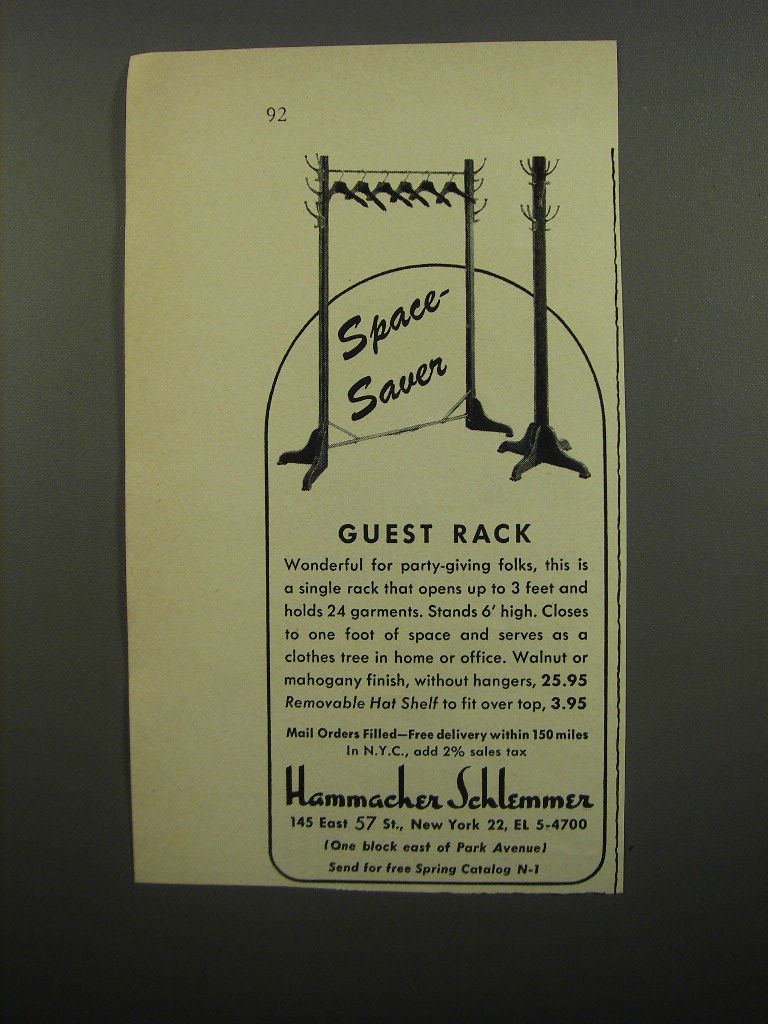 92
Space-
Saver
GUEST RACK
Wonderful for party-giving folks, this is
a single rack that opens up to 3 feet and
holds 24 garments. Stands 6' high. Closes
to one foot of space and serves as a
clothes tree in home or office. Walnut or
mahogany finish, without hangers, 25.95
Removable Hat Shelf to fit over top, 3.95
Mail Orders Filled—Free delivery within 150 miles
In N.Y.C., add 2% sales tax
Hammacher Schlemmer
145 East 57 St., New York 22, EL 5-4700
(One block east of Park Avenue)
Send for free Spring Catalog N-1